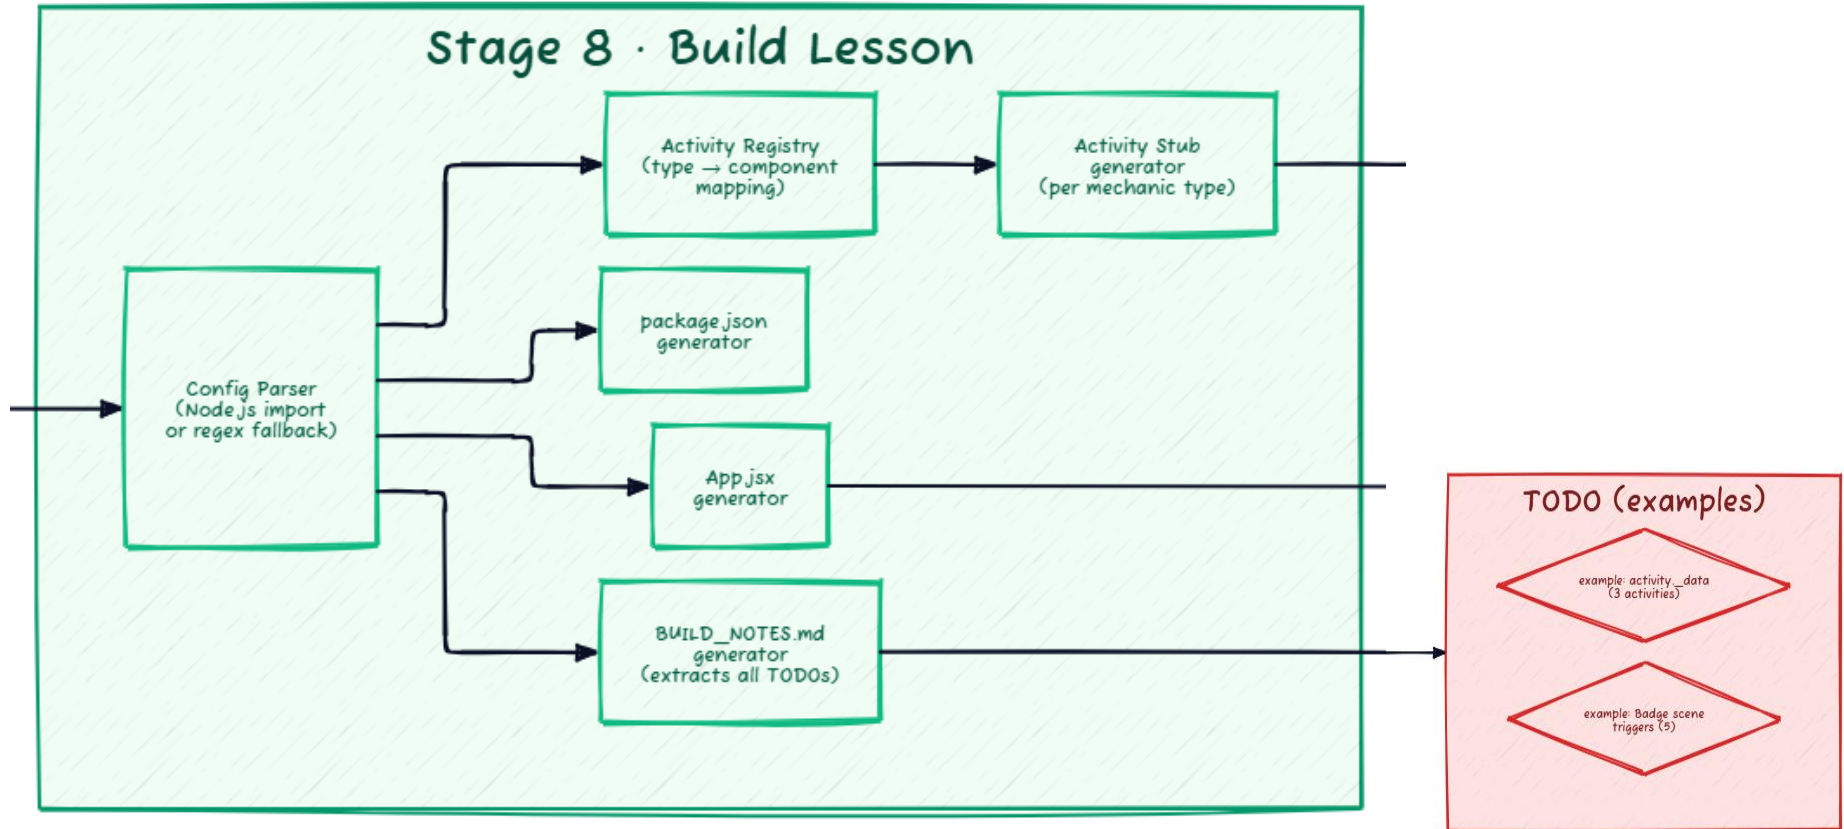 Stage 8 · Build Lesson
Activity Registry
(type → component
mapping)
Activity Stub
generator
(per mechanic type)
package.json
generator
Config Parser
(Node.js import
or regex fallback)
App.jsx
generator
BUILD_NOTES.md
generator
(extracts all TODOs)
TODO (examples)
example: activity._data
(3 activities)
example: Badge scene
triggers (5)